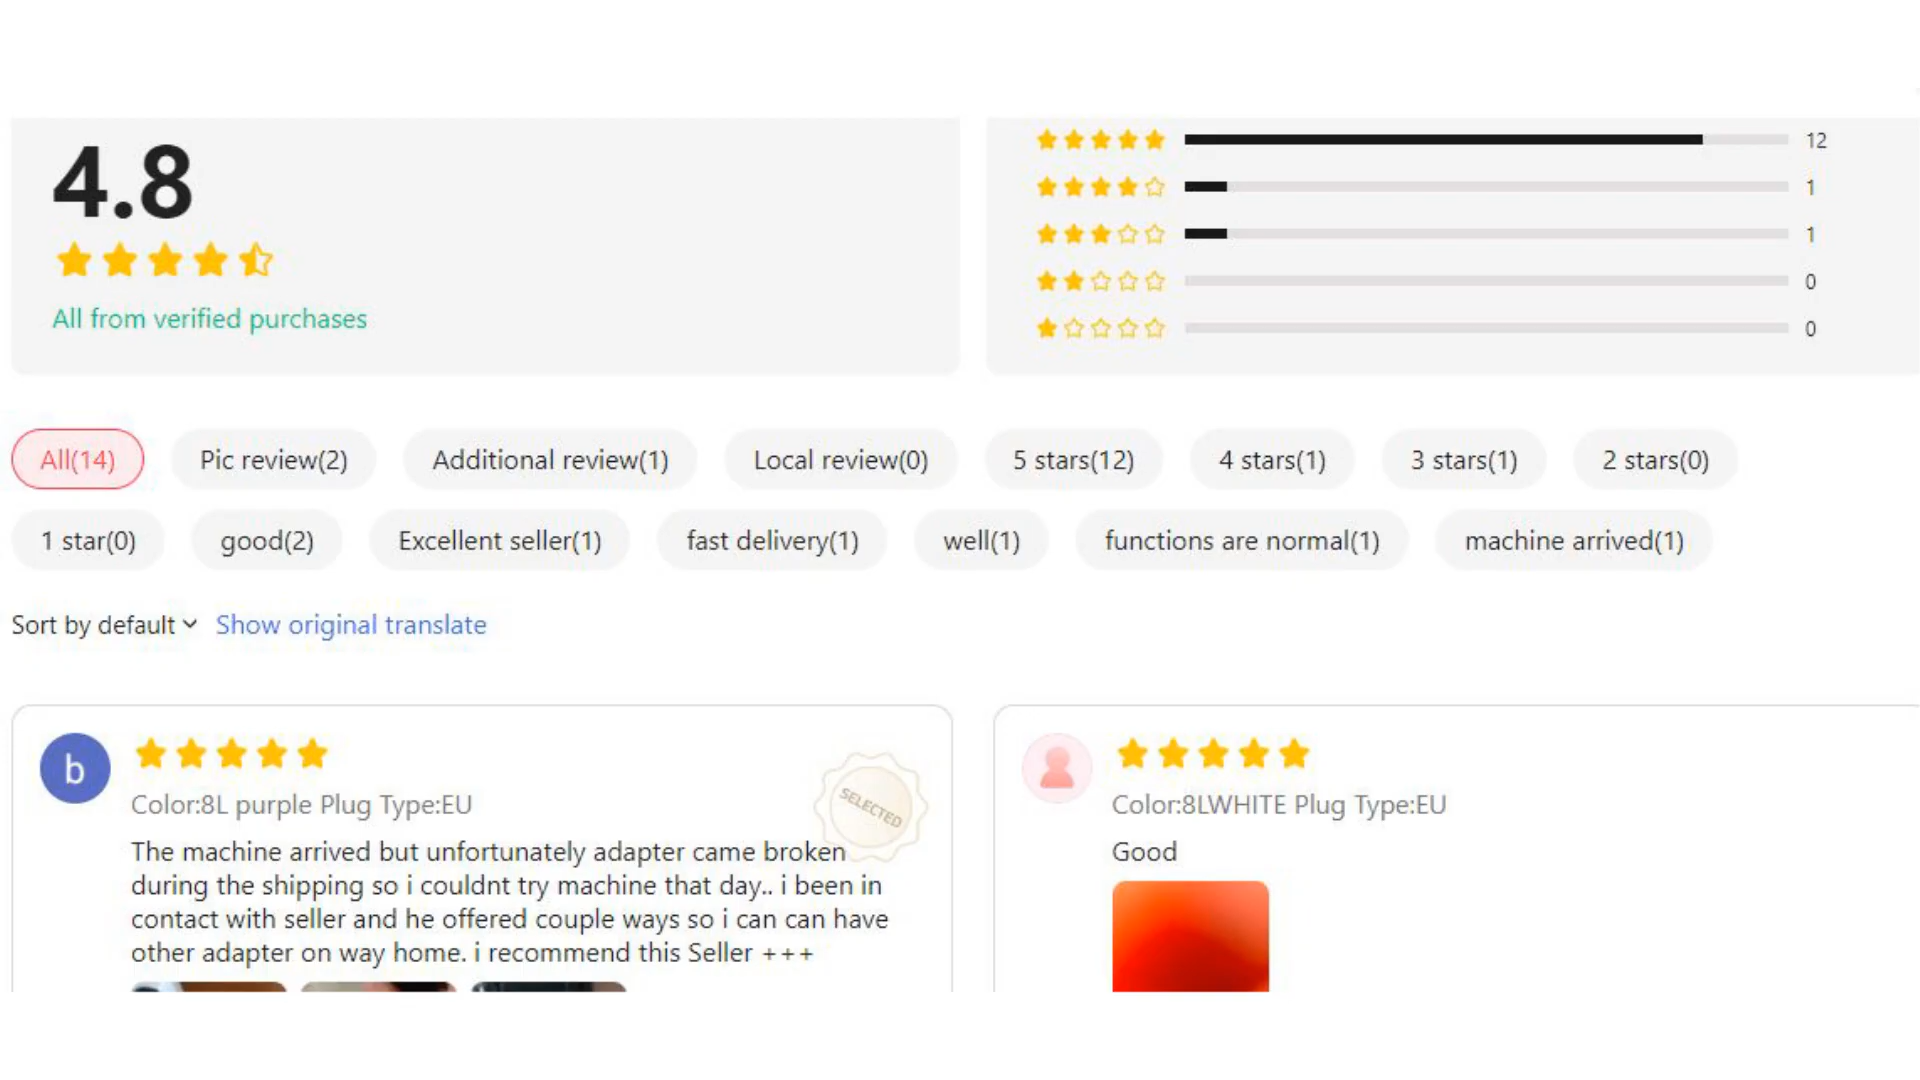 4.8
All from verified purchases
12
1
1
0
0
All(14) Pic review(2) Additional review(1) Local review(0) 5 stars(12) 4 stars(1) 3 stars(1) 2 stars(0)
1 star(0) good(2) Excellent seller(1) fast delivery(1) well(1) functions are normal(1) machine arrived(1)
Sort by default Show original translate
b
Color:8L purple Plug Type:EU
SELECTED
The machine arrived but unfortunately adapter came broken
during the shipping so i couldnt try machine that day.. i been in
contact with seller and he offered couple ways so i can can have
other adapter on way home. i recommend this Seller +++
Color:8LWHITE Plug Type:EU
Good